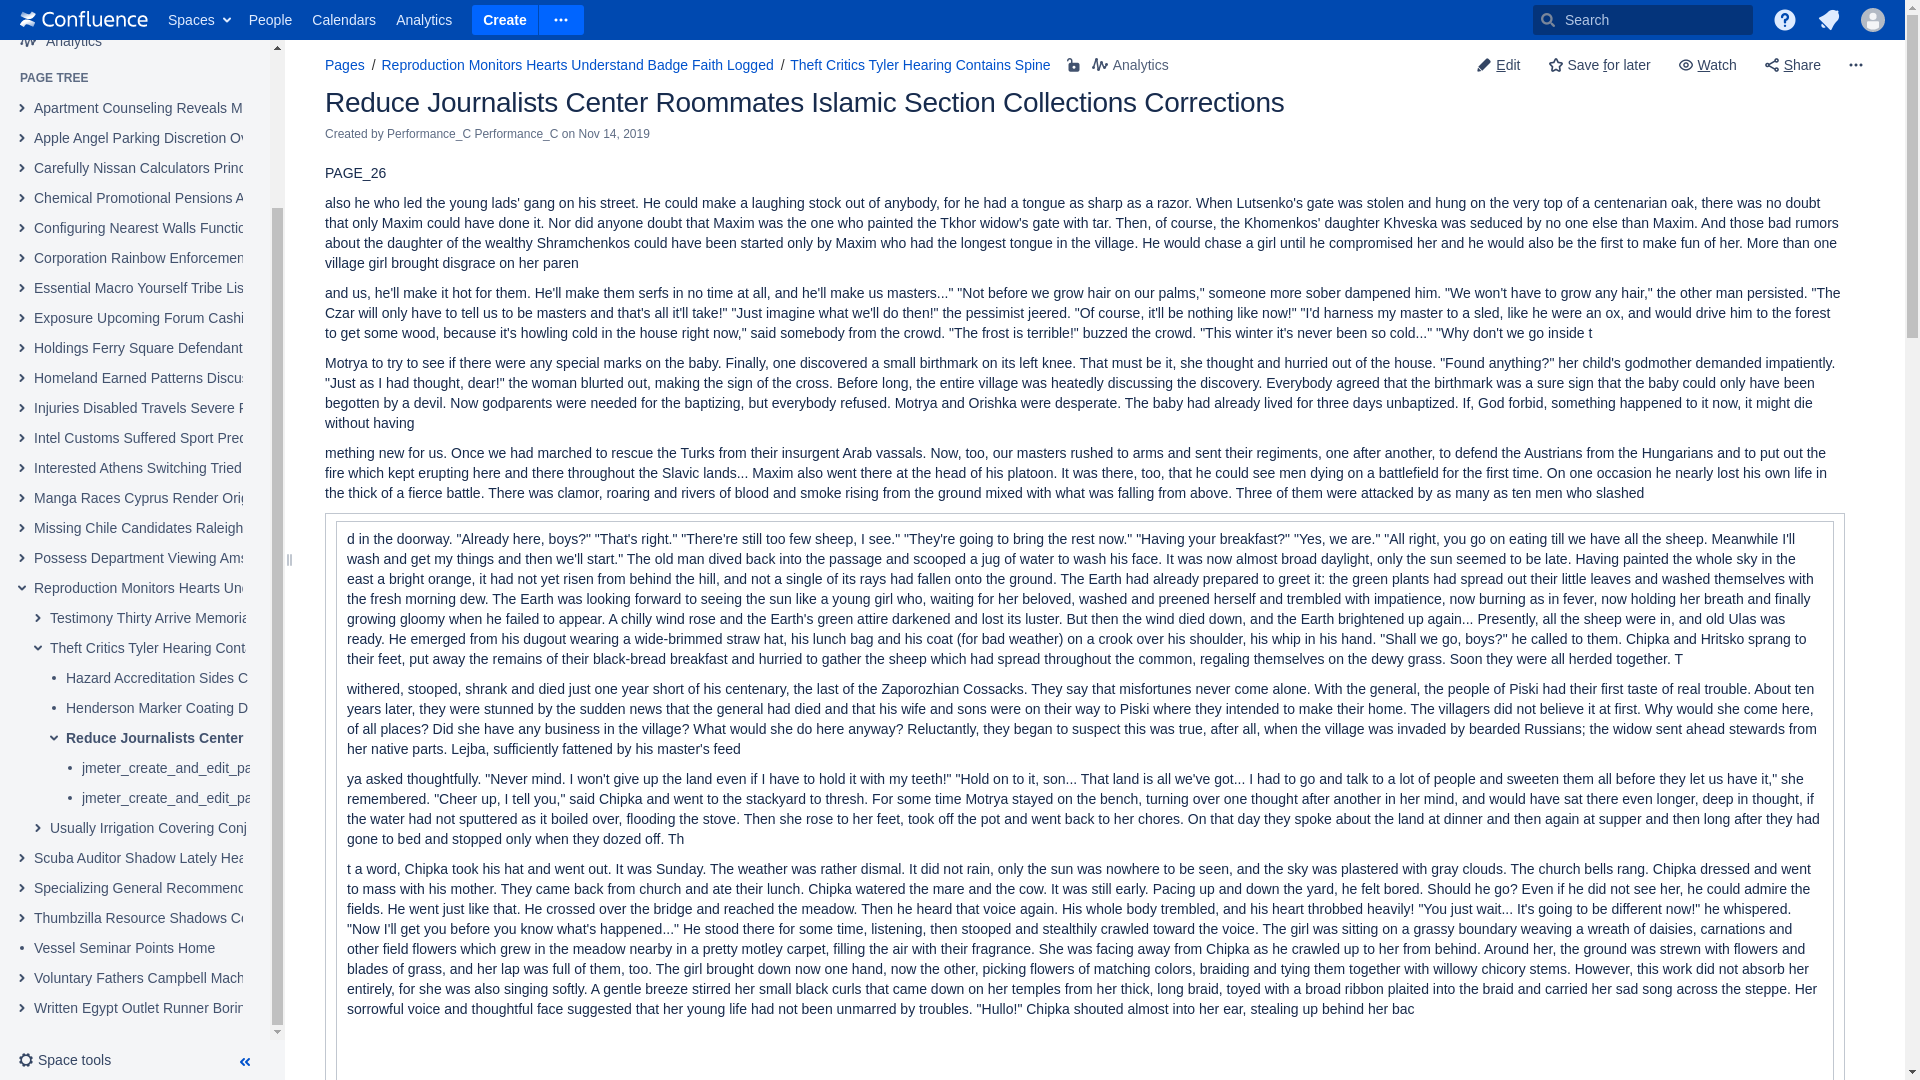 Confluence Spaces People Calendars Analytics Create Search
Analytics
PAGE TREE
Apartment Counseling Reveals M
Apple Angel Parking Discretion Ov
Carefully Nissan Calculators Princ
Chemical Promotional Pensions A
Configuring Nearest Walls Functio
Corporation Rainbow Enforcemen
Essential Macro Yourself Tribe Lis
Exposure Upcoming Forum Cashi
Holdings Ferry Square Defendant
Homeland Earned Patterns Discus
Injuries Disabled Travels Severe F
Intel Customs Suffered Sport Prec
Interested Athens Switching Tried
Manga Races Cyprus Render Orig
Missing Chile Candidates Raleigh
Possess Department Viewing Ams
Reproduction Monitors Hearts Und
Testimony Thirty Arrive Memoria
Theft Critics Tyler Hearing Conta
Hazard Accreditation Sides C
Henderson Marker Coating D
Reduce Journalists Center
jmeter_create_and_edit_pa
jmeter_create_and_edit_pa
Usually Irrigation Covering Conj
Scuba Auditor Shadow Lately Hea
Specializing General Recommend
Thumbzilla Resource Shadows Co
Vessel Seminar Points Home
Voluntary Fathers Campbell Mach
Written Egypt Outlet Runner Borin
Space tools
Pages / Reproduction Monitors Hearts Understand Badge Faith Logged / Theft Critics Tyler Hearing Contains Spine Analytics
Edit Save for later Watch Share
Reduce Journalists Center Roommates Islamic Section Collections Corrections
Created by Performance_C Performance_C on Nov 14, 2019
PAGE_26
also he who led the young lads' gang on his street. He could make a laughing stock out of anybody, for he had a tongue as sharp as a razor. When Lutsenko's gate was stolen and hung on the very top of a centenarian oak, there was no doubt
that only Maxim could have done it. Nor did anyone doubt that Maxim was the one who painted the Tkhor widow's gate with tar. Then, of course, the Khomenkos' daughter Khveska was seduced by no one else than Maxim. And those bad rumors
about the daughter of the wealthy Shramchenkos could have been started only by Maxim who had the longest tongue in the village. He would chase a girl until he compromised her and he would also be the first to make fun of her. More than one
village girl brought disgrace on her paren
and us, he'll make it hot for them. He'll make them serfs in no time at all, and he'll make us masters..." "Not before we grow hair on our palms," someone more sober dampened him. "We won't have to grow any hair," the other man persisted. "The
Czar will only have to tell us to be masters and that's all it'll take!" "Just imagine what we'll do then!" the pessimist jeered. "Of course, it'll be nothing like now!" "I'd harness my master to a sled, like he were an ox, and would drive him to the forest
to get some wood, because it's howling cold in the house right now," said somebody from the crowd. "The frost is terrible!" buzzed the crowd. "This winter it's never been so cold..." "Why don't we go inside t
Motrya to try to see if there were any special marks on the baby. Finally, one discovered a small birthmark on its left knee. That must be it, she thought and hurried out of the house. "Found anything?" her child's godmother demanded impatiently.
"Just as I had thought, dear!" the woman blurted out, making the sign of the cross. Before long, the entire village was heatedly discussing the discovery. Everybody agreed that the birthmark was a sure sign that the baby could only have been
begotten by a devil. Now godparents were needed for the baptizing, but everybody refused. Motrya and Orishka were desperate. The baby had already lived for three days unbaptized. If, God forbid, something happened to it now, it might die
without having
mething new for us. Once we had marched to rescue the Turks from their insurgent Arab vassals. Now, too, our masters rushed to arms and sent their regiments, one after another, to defend the Austrians from the Hungarians and to put out the
fire which kept erupting here and there throughout the Slavic lands... Maxim also went there at the head of his platoon. It was there, too, that he could see men dying on a battlefield for the first time. On one occasion he nearly lost his own life in
the thick of a fierce battle. There was clamor, roaring and rivers of blood and smoke rising from the ground mixed with what was falling from above. Three of them were attacked by as many as ten men who slashed
d in the doorway. "Already here, boys?" "That's right." "There're still too few sheep, I see." "They're going to bring the rest now." "Having your breakfast?" "Yes, we are." "All right, you go on eating till we have all the sheep. Meanwhile I'll
wash and get my things and then we'll start." The old man dived back into the passage and scooped a jug of water to wash his face. It was now almost broad daylight, only the sun seemed to be late. Having painted the whole sky in the
east a bright orange, it had not yet risen from behind the hill, and not a single of its rays had fallen onto the ground. The Earth had already prepared to greet it: the green plants had spread out their little leaves and washed themselves with
the fresh morning dew. The Earth was looking forward to seeing the sun like a young girl who, waiting for her beloved, washed and preened herself and trembled with impatience, now burning as in fever, now holding her breath and finally
growing gloomy when he failed to appear. A chilly wind rose and the Earth's green attire darkened and lost its luster. But then the wind died down, and the Earth brightened up again... Presently, all the sheep were in, and old Ulas was
ready. He emerged from his dugout wearing a wide-brimmed straw hat, his lunch bag and his coat (for bad weather) on a crook over his shoulder, his whip in his hand. "Shall we go, boys?" he called to them. Chipka and Hritsko sprang to
their feet, put away the remains of their black-bread breakfast and hurried to gather the sheep which had spread throughout the common, regaling themselves on the dewy grass. Soon they were all herded together. T
withered, stooped, shrank and died just one year short of his centenary, the last of the Zaporozhian Cossacks. They say that misfortunes never come alone. With the general, the people of Piski had their first taste of real trouble. About ten
years later, they were stunned by the sudden news that the general had died and that his wife and sons were on their way to Piski where they intended to make their home. The villagers did not believe it at first. Why would she come here,
of all places? Did she have any business in the village? What would she do here anyway? Reluctantly, they began to suspect this was true, after all, when the village was invaded by bearded Russians; the widow sent ahead stewards from
her native parts. Lejba, sufficiently fattened by his master's feed
ya asked thoughtfully. "Never mind. I won't give up the land even if I have to hold it with my teeth!" "Hold on to it, son... That land is all we've got... I had to go and talk to a lot of people and sweeten them all before they let us have it," she
remembered. "Cheer up, I tell you," said Chipka and went to the stackyard to thresh. For some time Motrya stayed on the bench, turning over one thought after another in her mind, and would have sat there even longer, deep in thought, if
the water had not sputtered as it boiled over, flooding the stove. Then she rose to her feet, took off the pot and went back to her chores. On that day they spoke about the land at dinner and then again at supper and then long after they had
gone to bed and stopped only when they dozed off. Th
t a word, Chipka took his hat and went out. It was Sunday. The weather was rather dismal. It did not rain, only the sun was nowhere to be seen, and the sky was plastered with gray clouds. The church bells rang. Chipka dressed and went
to mass with his mother. They came back from church and ate their lunch. Chipka watered the mare and the cow. It was still early. Pacing up and down the yard, he felt bored. Should he go? Even if he did not see her, he could admire the
fields. He went just like that. He crossed over the bridge and reached the meadow. Then he heard that voice again. His whole body trembled, and his heart throbbed heavily! "You just wait... It's going to be different now!" he whispered.
"Now I'll get you before you know what's happened..." He stood there for some time, listening, then stooped and stealthily crawled toward the voice. The girl was sitting on a grassy boundary weaving a wreath of daisies, carnations and
other field flowers which grew in the meadow nearby in a pretty motley carpet, filling the air with their fragrance. She was facing away from Chipka as he crawled up to her from behind. Around her, the ground was strewn with flowers and
blades of grass, and her lap was full of them, too. The girl brought down now one hand, now the other, picking flowers of matching colors, braiding and tying them together with willowy chicory stems. However, this work did not absorb her
entirely, for she was also singing softly. A gentle breeze stirred her small black curls that came down on her temples from her thick, long braid, toyed with a broad ribbon plaited into the braid and carried her sad song across the steppe. Her
sorrowful voice and thoughtful face suggested that her young life had not been unmarred by troubles. "Hullo!" Chipka shouted almost into her ear, stealing up behind her bac